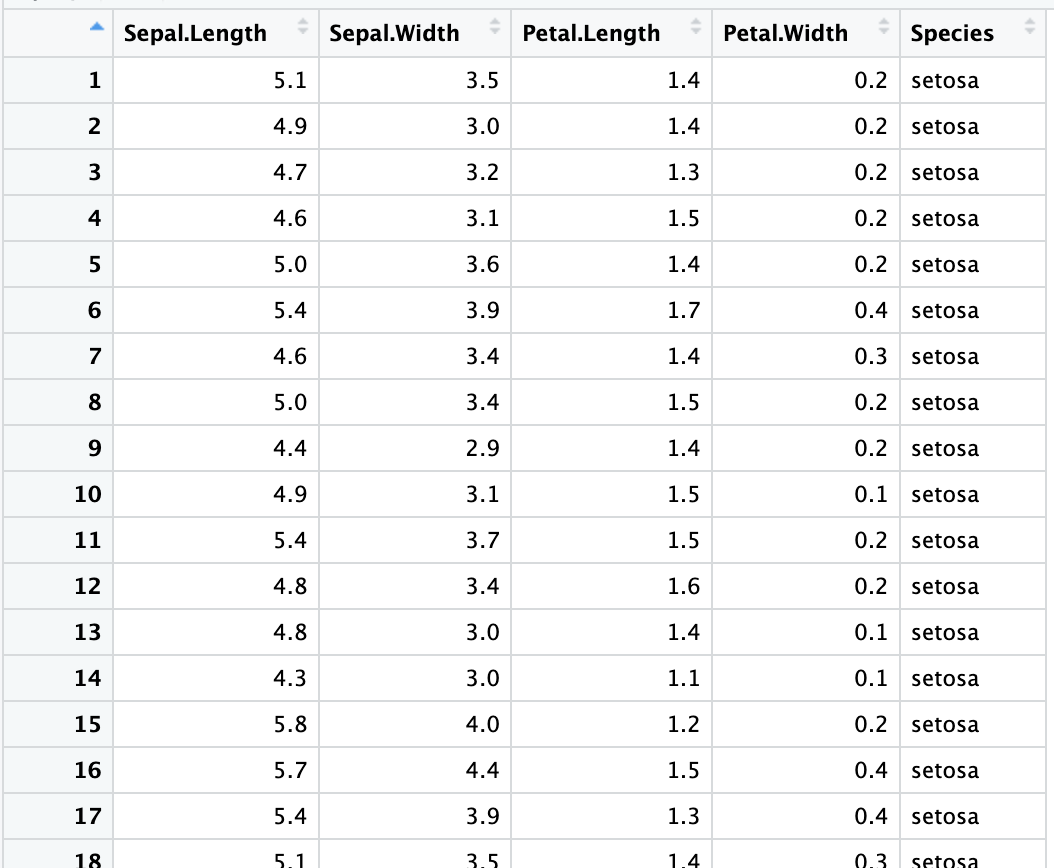 Sepal.Length Sepal.Width Petal.Length Petal.Width Species
1 5.1 3.5 1.4 0.2 setosa
2 4.9 3.0 1.4 0.2 setosa
3 4.7 3.2 1.3 0.2 setosa
4 4.6 3.1 1.5 0.2 setosa
5 5.0 3.6 1.4 0.2 setosa
6 5.4 3.9 1.7 0.4 setosa
7 4.6 3.4 1.4 0.3 setosa
8 5.0 3.4 1.5 0.2 setosa
9 4.4 2.9 1.4 0.2 setosa
10 4.9 3.1 1.5 0.1 setosa
11 5.4 3.7 1.5 0.2 setosa
12 4.8 3.4 1.6 0.2 setosa
13 4.8 3.0 1.4 0.1 setosa
14 4.3 3.0 1.1 0.1 setosa
15 5.8 4.0 1.2 0.2 setosa
16 5.7 4.4 1.5 0.4 setosa
17 5.4 3.9 1.3 0.4 setosa
18 5.1 3.5 1.4 0.3 setosa